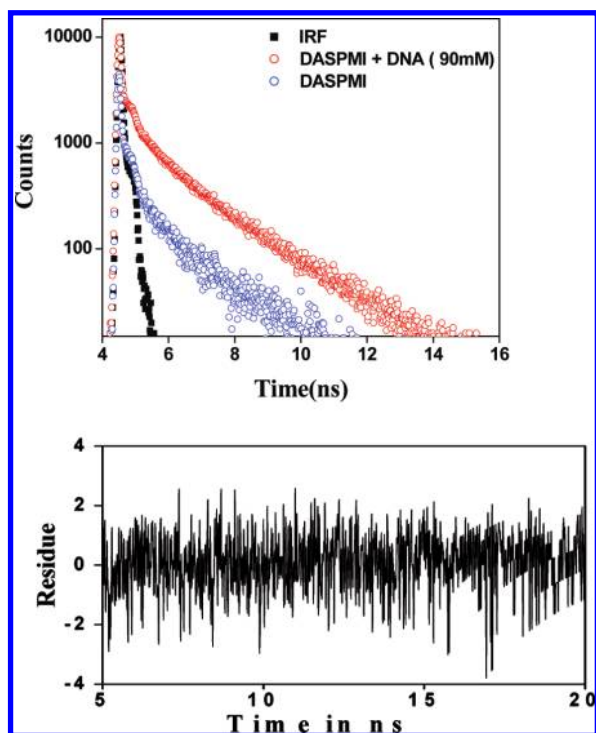 10000
1000
100
Counts
IRF
DASPMI + DNA ( 90mM)
DASPMI
4 6 8 10 12 14 16
Time(ns)
4
2
0
-2
-4
Residue
5 10 15 20
Time in ns